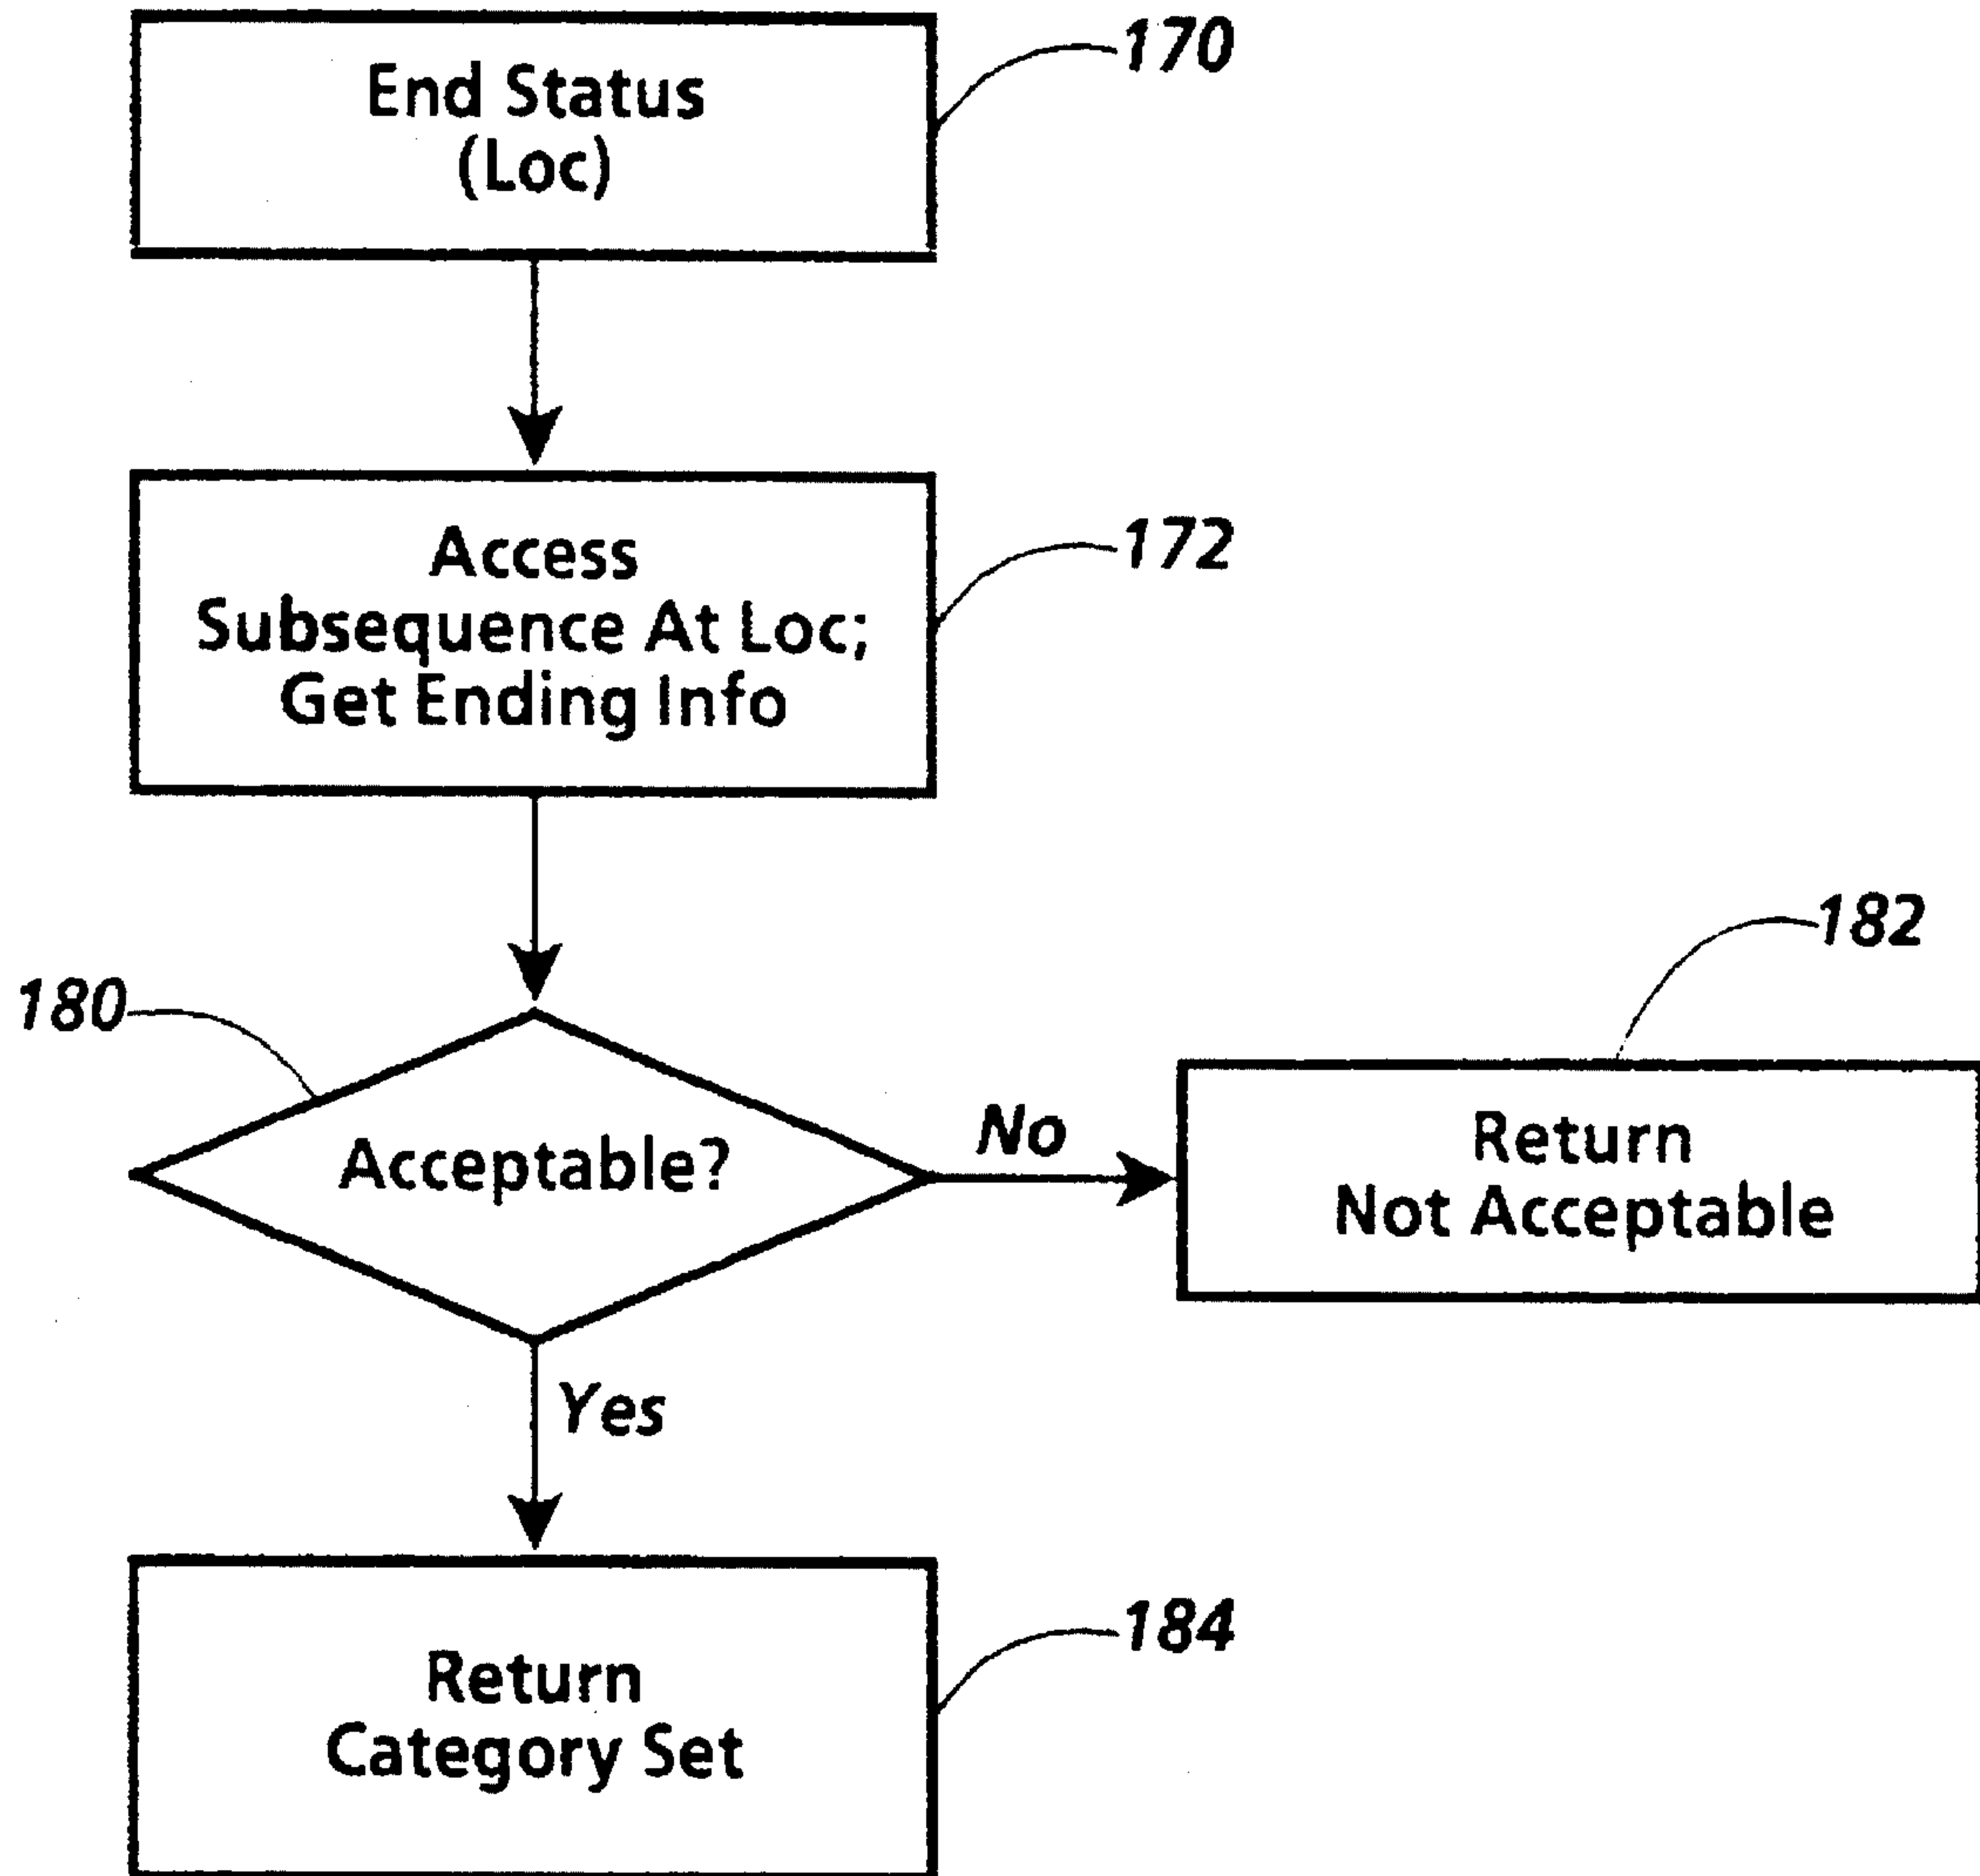 End Status
(Loc)
170
Access
Subsequence At Loc;
Get Ending Info
172
180
Acceptable?
No
182
Return
Not Acceptable
Yes
Return
Category Set
184